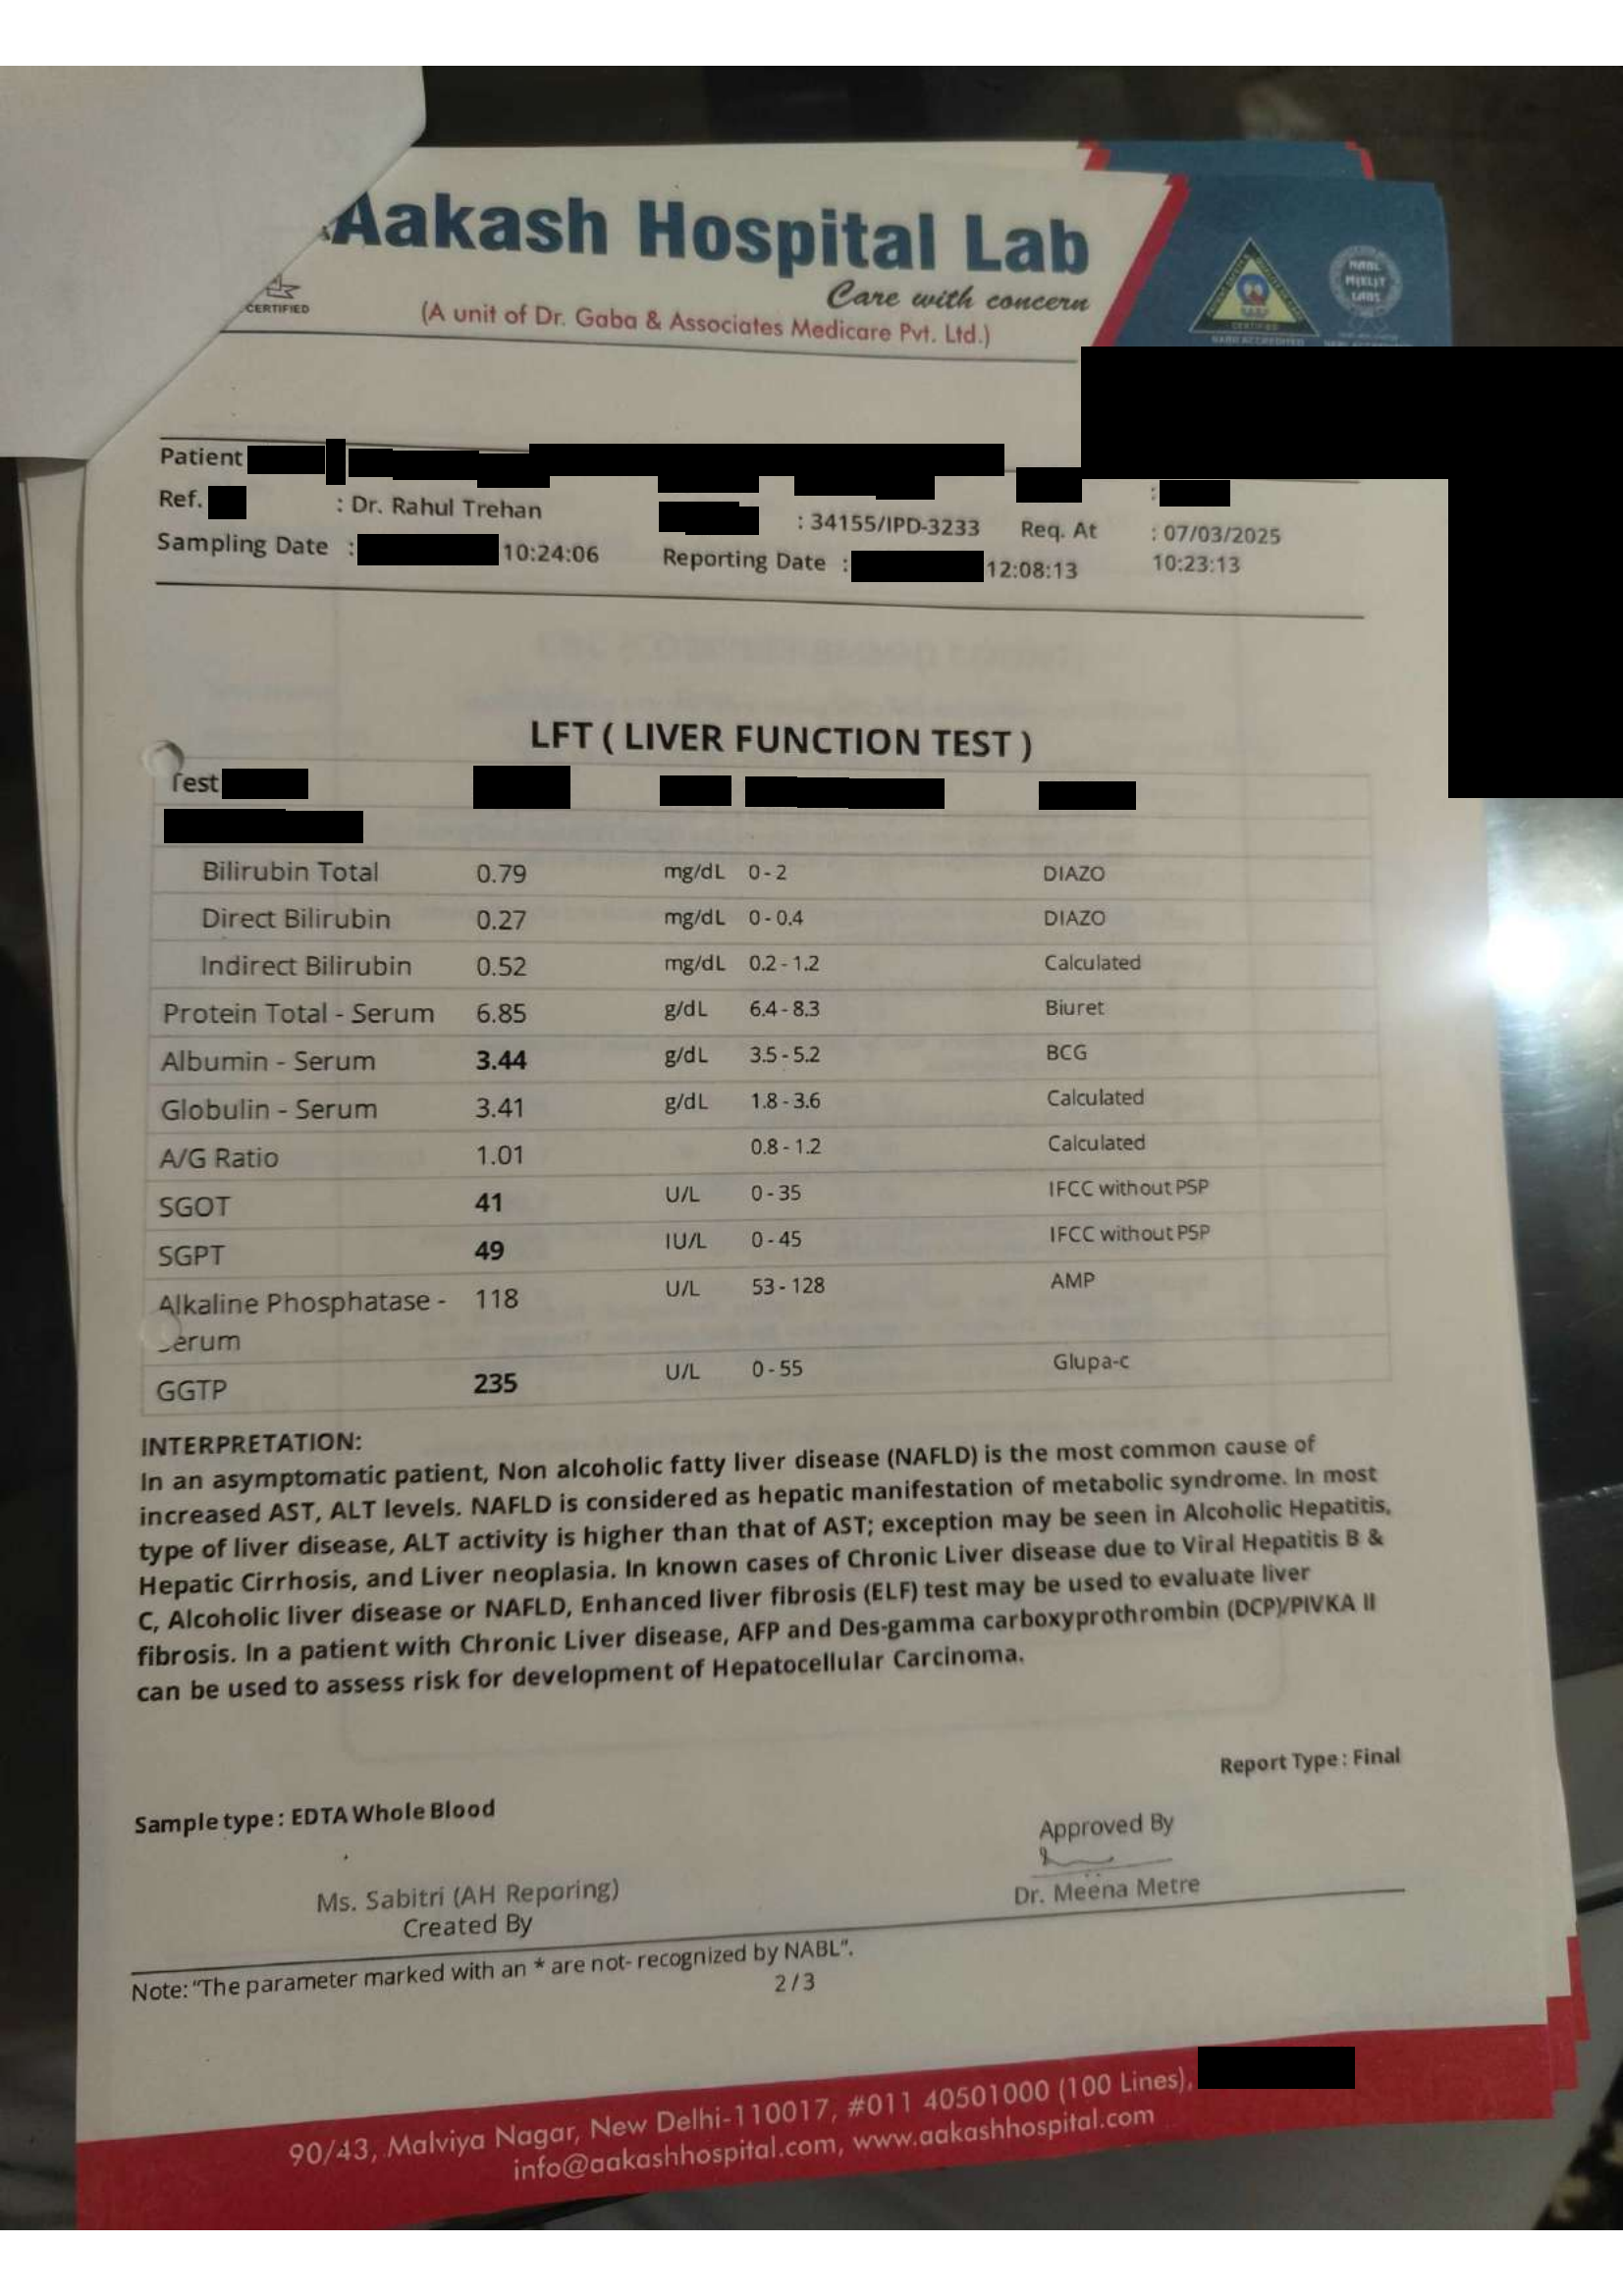 Aakash Hospital Lab
Care with concern
CERTIFIED
(A unit of Dr. Gaba & Associates Medicare Pvt. Ltd.)
NABL
LABS
CERTIFIED
Patient
Ref. : Dr. Rahul Trehan : 34155/IPD-3233 Req. At : 07/03/2025
Sampling Date : 10:24:06 Reporting Date : 12:08:13 10:23:13
LFT ( LIVER FUNCTION TEST )
Test
Bilirubin Total 0.79 mg/dL 0 - 2 DIAZO
Direct Bilirubin 0.27 mg/dL 0 - 0.4 DIAZO
Indirect Bilirubin 0.52 mg/dL 0.2 - 1.2 Calculated
Protein Total - Serum 6.85 g/dL 6.4 - 8.3 Biuret
Albumin - Serum 3.44 g/dL 3.5 - 5.2 BCG
Globulin - Serum 3.41 g/dL 1.8 - 3.6 Calculated
A/G Ratio 1.01 0.8 - 1.2 Calculated
SGOT 41 U/L 0 - 35 IFCC without P5P
SGPT 49 IU/L 0 - 45 IFCC without P5P
Alkaline Phosphatase - 118 U/L 53 - 128 AMP
Serum
GGTP 235 U/L 0 - 55 Glupa-c
INTERPRETATION:
In an asymptomatic patient, Non alcoholic fatty liver disease (NAFLD) is the most common cause of
increased AST, ALT levels. NAFLD is considered as hepatic manifestation of metabolic syndrome. In most
type of liver disease, ALT activity is higher than that of AST; exception may be seen in Alcoholic Hepatitis,
Hepatic Cirrhosis, and Liver neoplasia. In known cases of Chronic Liver disease due to Viral Hepatitis B &
C, Alcoholic liver disease or NAFLD, Enhanced liver fibrosis (ELF) test may be used to evaluate liver
fibrosis. In a patient with Chronic Liver disease, AFP and Des-gamma carboxyprothrombin (DCP)/PIVKA II
can be used to assess risk for development of Hepatocellular Carcinoma.
Report Type : Final
Sample type : EDTA Whole Blood
Approved By
Ms. Sabitri (AH Reporing) Dr. Meena Metre
Created By
Note: "The parameter marked with an * are not- recognized by NABL".
2 / 3
90/43, Malviya Nagar, New Delhi-110017, #011 40501000 (100 Lines),
info@aakashhospital.com, www.aakashhospital.com